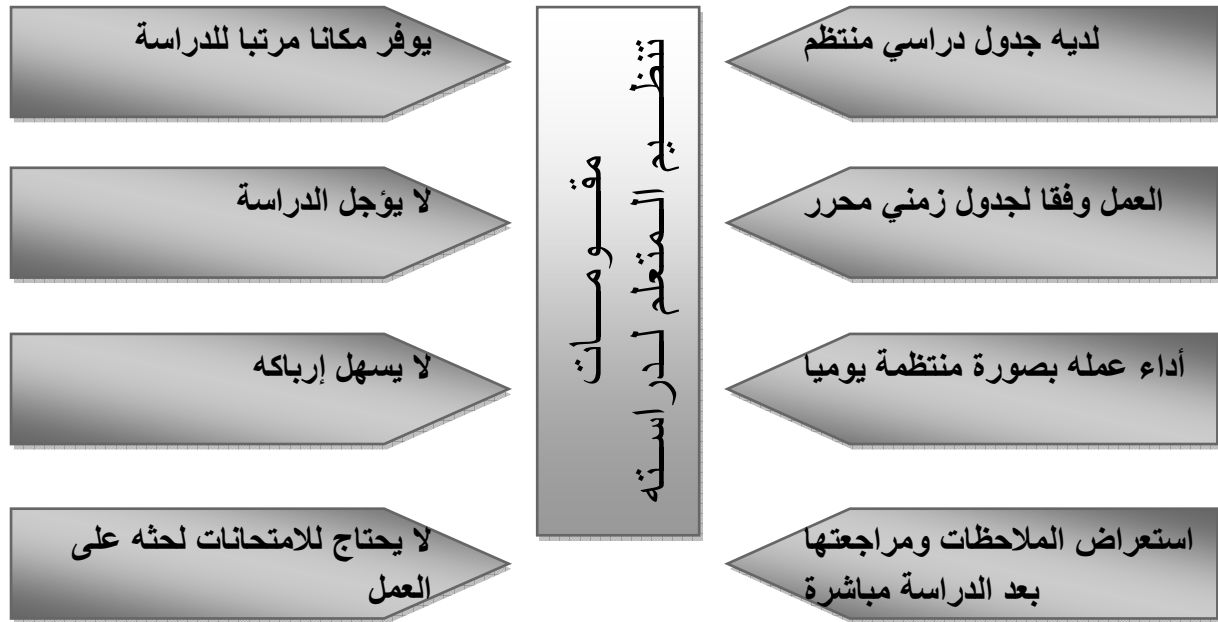 لديه جدول دراسي منتظم
العمل وفقا لجدول زمني محرر
أداء عمله بصورة منتظمة يوميا
استعراض الملاحظات ومراجعتها
بعد الدراسة مباشرة
مقومات
تنظيم المتعلم لدراسته
يوفر مكانا مرتبا للدراسة
لا يؤجل الدراسة
لا يسهل إرباكه
لا يحتاج للامتحانات لحثه على
العمل